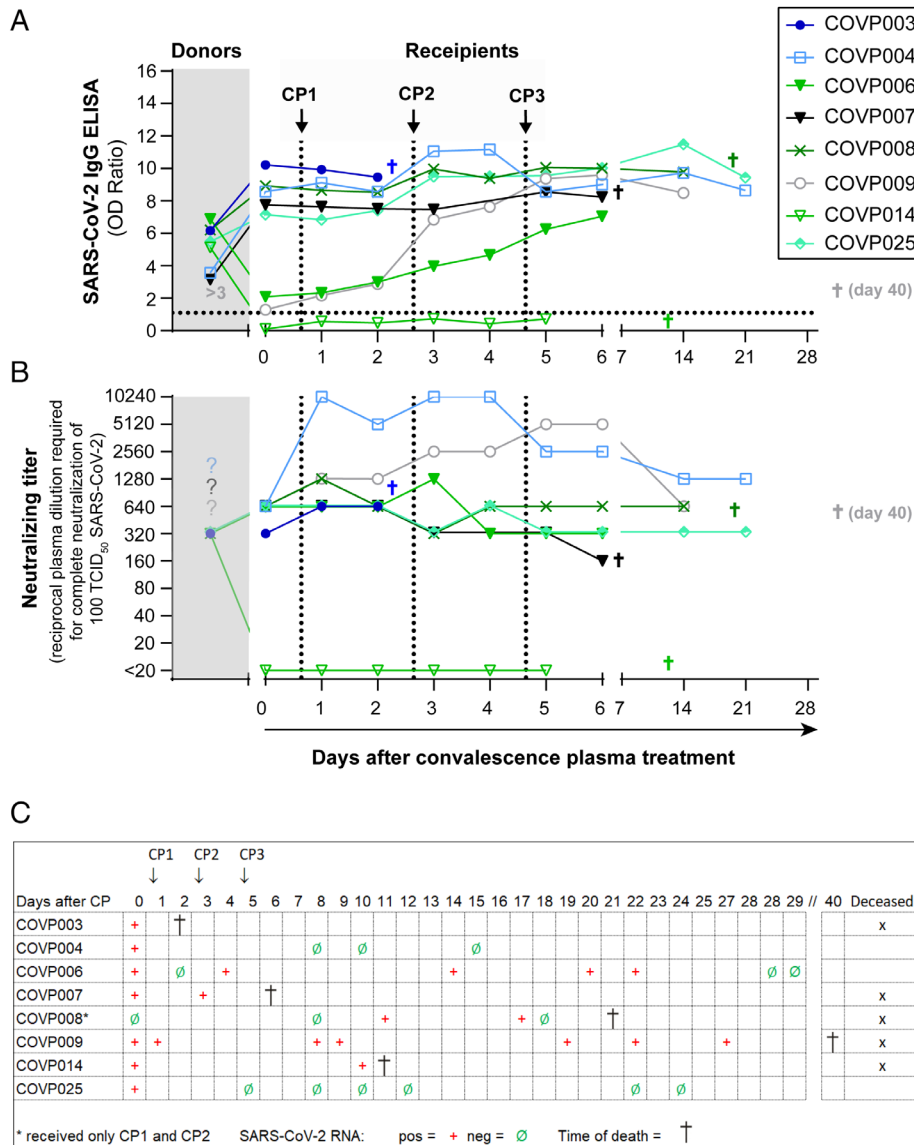 A
Donors
Receipients
SARS-CoV-2 IgG ELISA
(OD Ratio)
16
14
12
10
8
6
4
2
0
CP1
CP2
CP3
>3
† (day 40)
0 1 2 3 4 5 6 7 14 21 28
COVP003
COVP004
COVP006
COVP007
COVP008
COVP009
COVP014
COVP025
B
Neutralizing titer
(reciprocal plasma dilution required
for complete neutralization of
100 TCID50 SARS-CoV-2)
10240
5120
2560
1280
640
320
160
80
40
20
<20
?
?
?
† (day 40)
0 1 2 3 4 5 6 7 14 21 28
Days after convalescence plasma treatment
C
CP1 CP2 CP3
↓ ↓ ↓
Days after CP 0 1 2 3 4 5 6 7 8 9 10 11 14 17 18 19 20 21 22 24 27 28 29 // 40 Deceased
COVP003 + † x
COVP004 + Ø Ø Ø
COVP006 + Ø + + + + Ø Ø
COVP007 + + † x
COVP008* Ø Ø + + Ø † x
COVP009 + + + + + + + † x
COVP014 + + † x
COVP025 + Ø Ø Ø Ø Ø Ø
* received only CP1 and CP2 SARS-CoV-2 RNA: pos = + neg = Ø Time of death = †